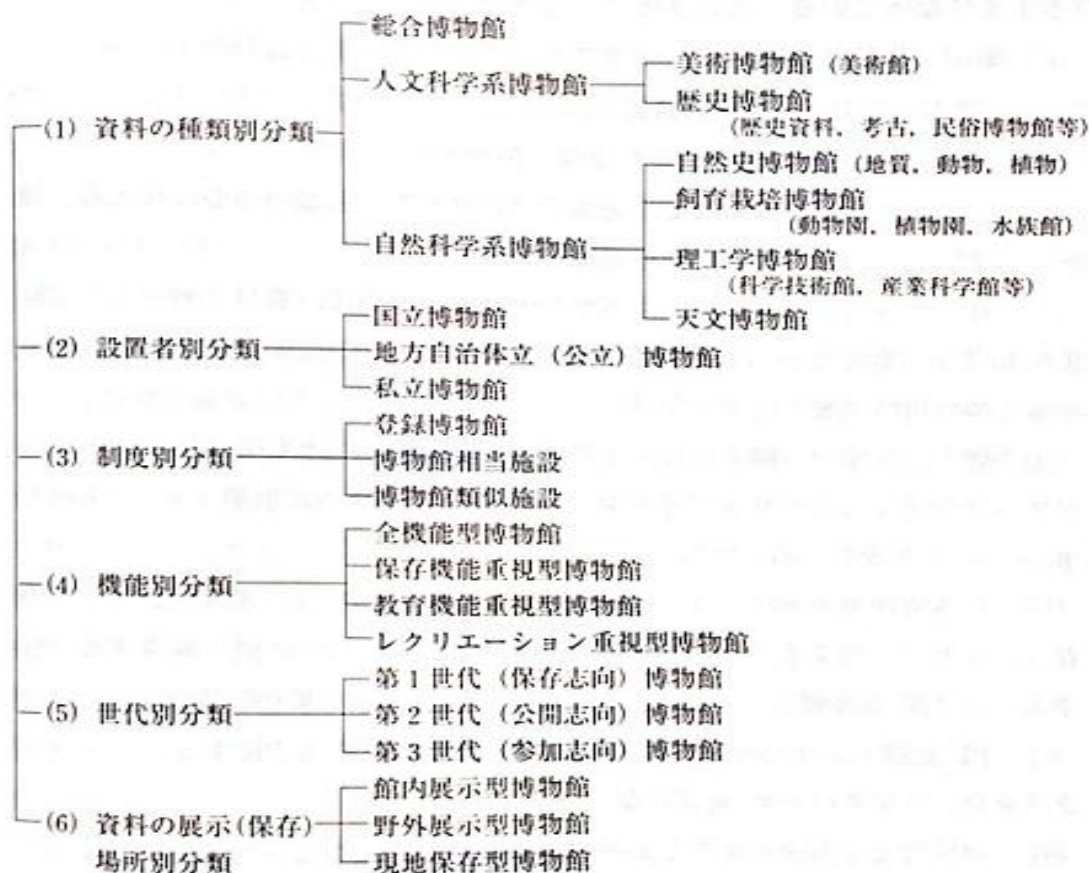 総合博物館
人文科学系博物館
美術博物館 (美術館)
歴史博物館
(歴史資料、考古、民俗博物館等)
(1) 資料の種類別分類
自然史博物館 (地質、動物、植物)
飼育栽培博物館
(動物園、植物園、水族館)
自然科学系博物館
理工学博物館
(科学技術館、産業科学館等)
天文博物館
国立博物館
(2) 設置者別分類
地方自治体立 (公立) 博物館
私立博物館
登録博物館
(3) 制度別分類
博物館相当施設
博物館類似施設
全機能型博物館
保存機能重視型博物館
(4) 機能別分類
教育機能重視型博物館
レクリエーション重視型博物館
第1世代 (保存志向) 博物館
(5) 世代別分類
第2世代 (公開志向) 博物館
第3世代 (参加志向) 博物館
館内展示型博物館
(6) 資料の展示(保存)
野外展示型博物館
場所別分類
現地保存型博物館